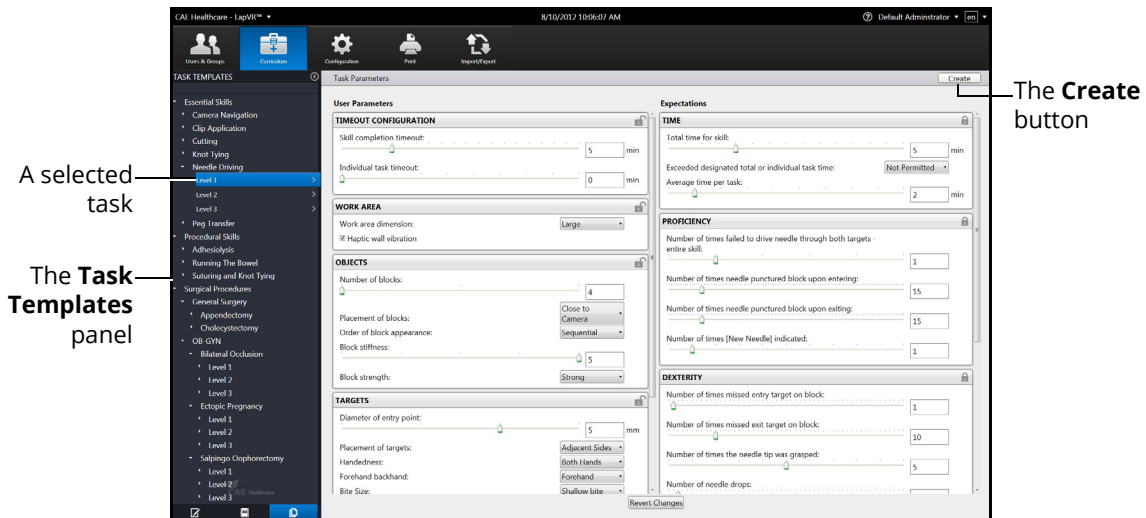 CAE Healthcare - LapVR™
8/10/2012 10:06:07 AM
Default Adminstrator
en
Users & Groups
Curriculum
Configuration
Print
Import/Export
TASK TEMPLATES
Task Parameters
Create
The Create
button
A selected
task
The Task
Templates
panel
Essential Skills
Camera Navigation
Clip Application
Cutting
Knot Tying
Needle Driving
Level 1
Level 2
Level 3
Peg Transfer
Procedural Skills
Adhesiolysis
Running The Bowel
Suturing and Knot Tying
Surgical Procedures
General Surgery
Appendectomy
Cholecystectomy
OB-GYN
Bilateral Occlusion
Level 1
Level 2
Level 3
Ectopic Pregnancy
Level 1
Level 2
Level 3
Salpingo Oophorectomy
Level 1
Level 2
Level 3
CAE Healthcare
User Parameters
TIMEOUT CONFIGURATION
Skill completion timeout:
5 min
Individual task timeout:
0 min
WORK AREA
Work area dimension: Large
Haptic wall vibration
OBJECTS
Number of blocks:
4
Placement of blocks: Close to
Camera
Order of block appearance: Sequential
Block stiffness:
5
Block strength: Strong
TARGETS
Diameter of entry point:
5 mm
Placement of targets: Adjacent Sides
Handedness: Both Hands
Forehand backhand: Forehand
Bite Size: Shallow bite
Expectations
TIME
Total time for skill:
5 min
Exceeded designated total or individual task time: Not Permitted
Average time per task:
2 min
PROFICIENCY
Number of times failed to drive needle through both targets -
entire skill:
1
Number of times needle punctured block upon entering:
15
Number of times needle punctured block upon exiting:
15
Number of times [New Needle] indicated:
1
DEXTERITY
Number of times missed entry target on block:
1
Number of times missed exit target on block:
10
Number of times the needle tip was grasped:
5
Number of needle drops:
Revert Changes